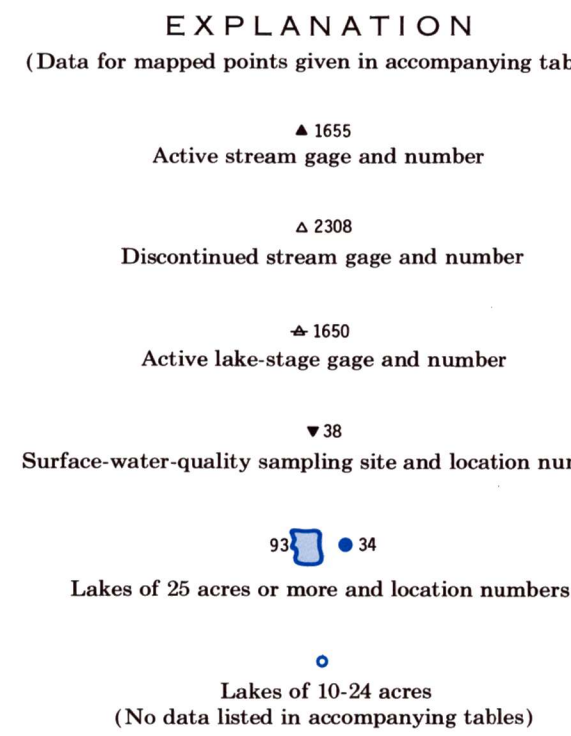 EXPLANATION
(Data for mapped points given in accompanying tab
1655
Active stream gage and number
2308
Discontinued stream gage and number
1650
Active lake-stage gage and number
38
Surface-water-quality sampling site and location nu
93 34
Lakes of 25 acres or more and location numbers
Lakes of 10-24 acres
(No data listed in accompanying tables)